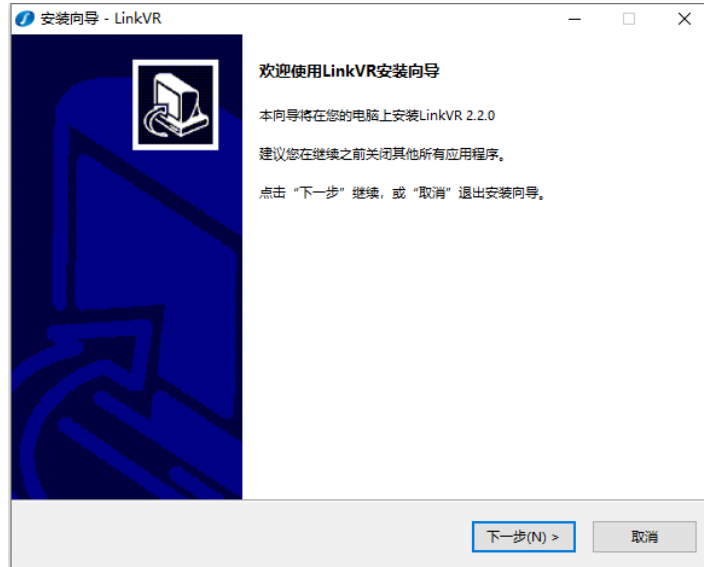 安装向导 - LinkVR
欢迎使用LinkVR安装向导
本向导将在您的电脑上安装LinkVR 2.2.0
建议您在继续之前关闭其他所有应用程序。
点击“下一步”继续，或“取消”退出安装向导。
下一步(N) >
取消